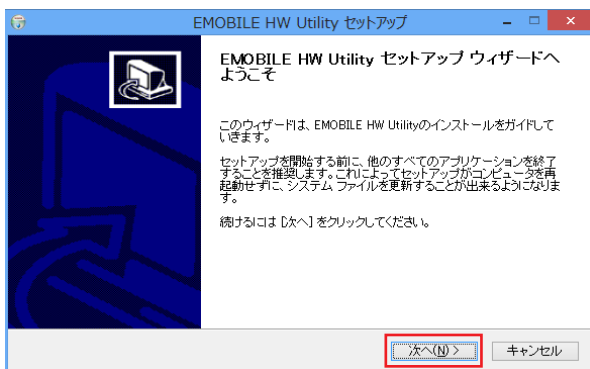 EMOBILE HW Utility セットアップ
EMOBILE HW Utility セットアップ ウィザードへ
ようこそ
このウィザードは、EMOBILE HW Utilityのインストールをガイドして
いきます。
セットアップを開始する前に、他のすべてのアプリケーションを終了
することを推奨します。これによってセットアップがコンピュータを再
起動せずに、システム ファイルを更新することが出来るようになりま
す。
続けるには [次へ] をクリックしてください。
次へ(N) >
キャンセル